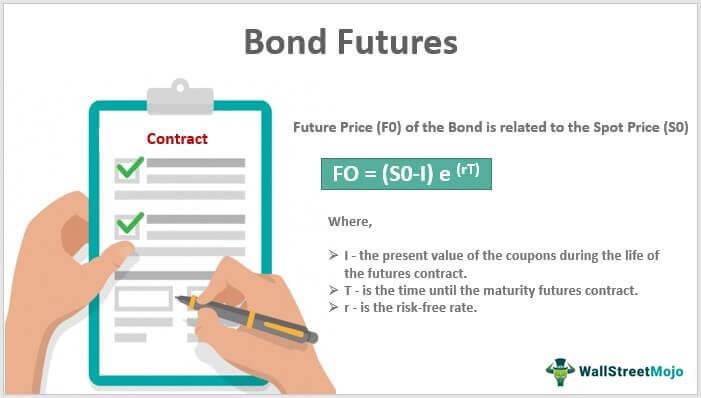 Bond Futures
Contract
Future Price (F0) of the Bond is related to the Spot Price (S0)
FO = (S0-I) e (rT)
Where,
➢ I - the present value of the coupons during the life of
the futures contract.
➢ T - is the time until the maturity futures contract.
➢ r - is the risk-free rate.
WallStreetMojo